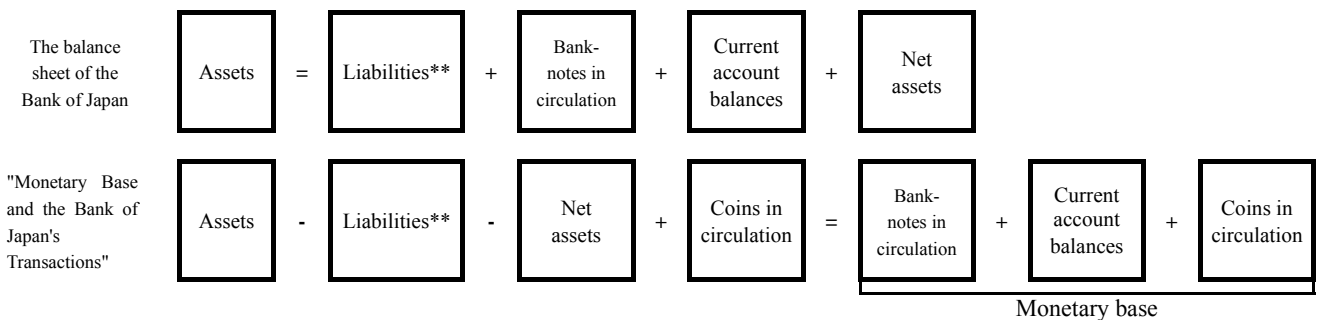 The balance
sheet of the
Bank of Japan
Assets
=
Liabilities**
+
Bank-
notes in
circulation
+
Current
account
balances
+
Net
assets
"Monetary Base
and the Bank of
Japan's
Transactions"
Assets
-
Liabilities**
-
Net
assets
+
Coins in
circulation
=
Bank-
notes in
circulation
+
Current
account
balances
+
Coins in
circulation
Monetary base